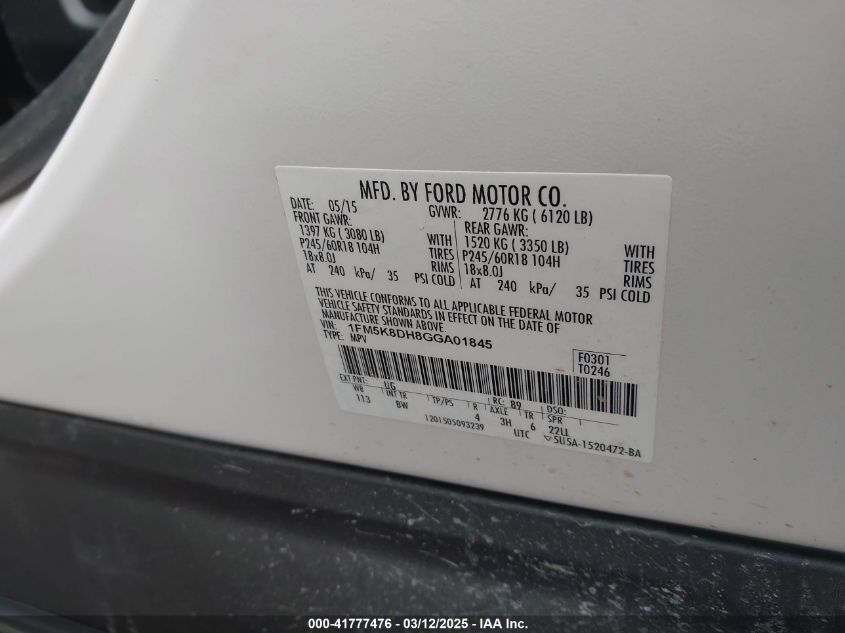 MFD. BY FORD MOTOR CO.
DATE: 05/15 GVWR: 2776 KG ( 6120 LB)
FRONT GAWR: REAR GAWR:
1397 KG ( 3080 LB) WITH 1520 KG ( 3350 LB) WITH
P245/60R18 104H TIRES P245/60R18 104H TIRES
18x8.0J RIMS 18x8.0J RIMS
AT 240 kPa/ 35 PSI COLD AT 240 kPa/ 35 PSI COLD
THIS VEHICLE CONFORMS TO ALL APPLICABLE FEDERAL MOTOR
VEHICLE SAFETY STANDARDS IN EFFECT ON THE DATE OF
MANUFACTURE SHOWN ABOVE.
VIN: 1FM5K8DH8GGA01845
TYPE: MPV
F0301
T0246
EXT PNT: UG RC: 89 DSO:
WB INT TR TP/PS R AXLE TR SPR
113 BW 4 3H 6 22LL
1201505093239 UTC 5U5A-1520472-BA
000-41777476 - 03/12/2025 - IAA Inc.